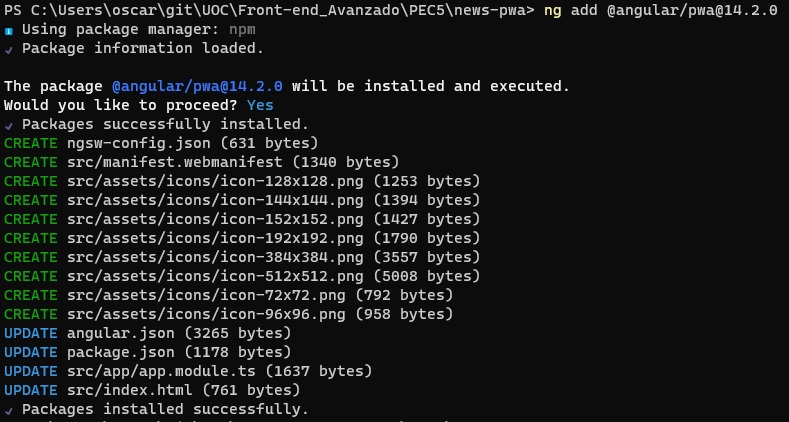 PS C:\Users\oscar\git\UOC\Front-end_Avanzado\PEC5\news-pwa> ng add @angular/pwa@14.2.0
i Using package manager: npm
✓ Package information loaded.
The package @angular/pwa@14.2.0 will be installed and executed.
Would you like to proceed? Yes
✓ Packages successfully installed.
CREATE ngsw-config.json (631 bytes)
CREATE src/manifest.webmanifest (1340 bytes)
CREATE src/assets/icons/icon-128x128.png (1253 bytes)
CREATE src/assets/icons/icon-144x144.png (1394 bytes)
CREATE src/assets/icons/icon-152x152.png (1427 bytes)
CREATE src/assets/icons/icon-192x192.png (1790 bytes)
CREATE src/assets/icons/icon-384x384.png (3557 bytes)
CREATE src/assets/icons/icon-512x512.png (5008 bytes)
CREATE src/assets/icons/icon-72x72.png (792 bytes)
CREATE src/assets/icons/icon-96x96.png (958 bytes)
UPDATE angular.json (3265 bytes)
UPDATE package.json (1178 bytes)
UPDATE src/app/app.module.ts (1637 bytes)
UPDATE src/index.html (761 bytes)
✓ Packages installed successfully.